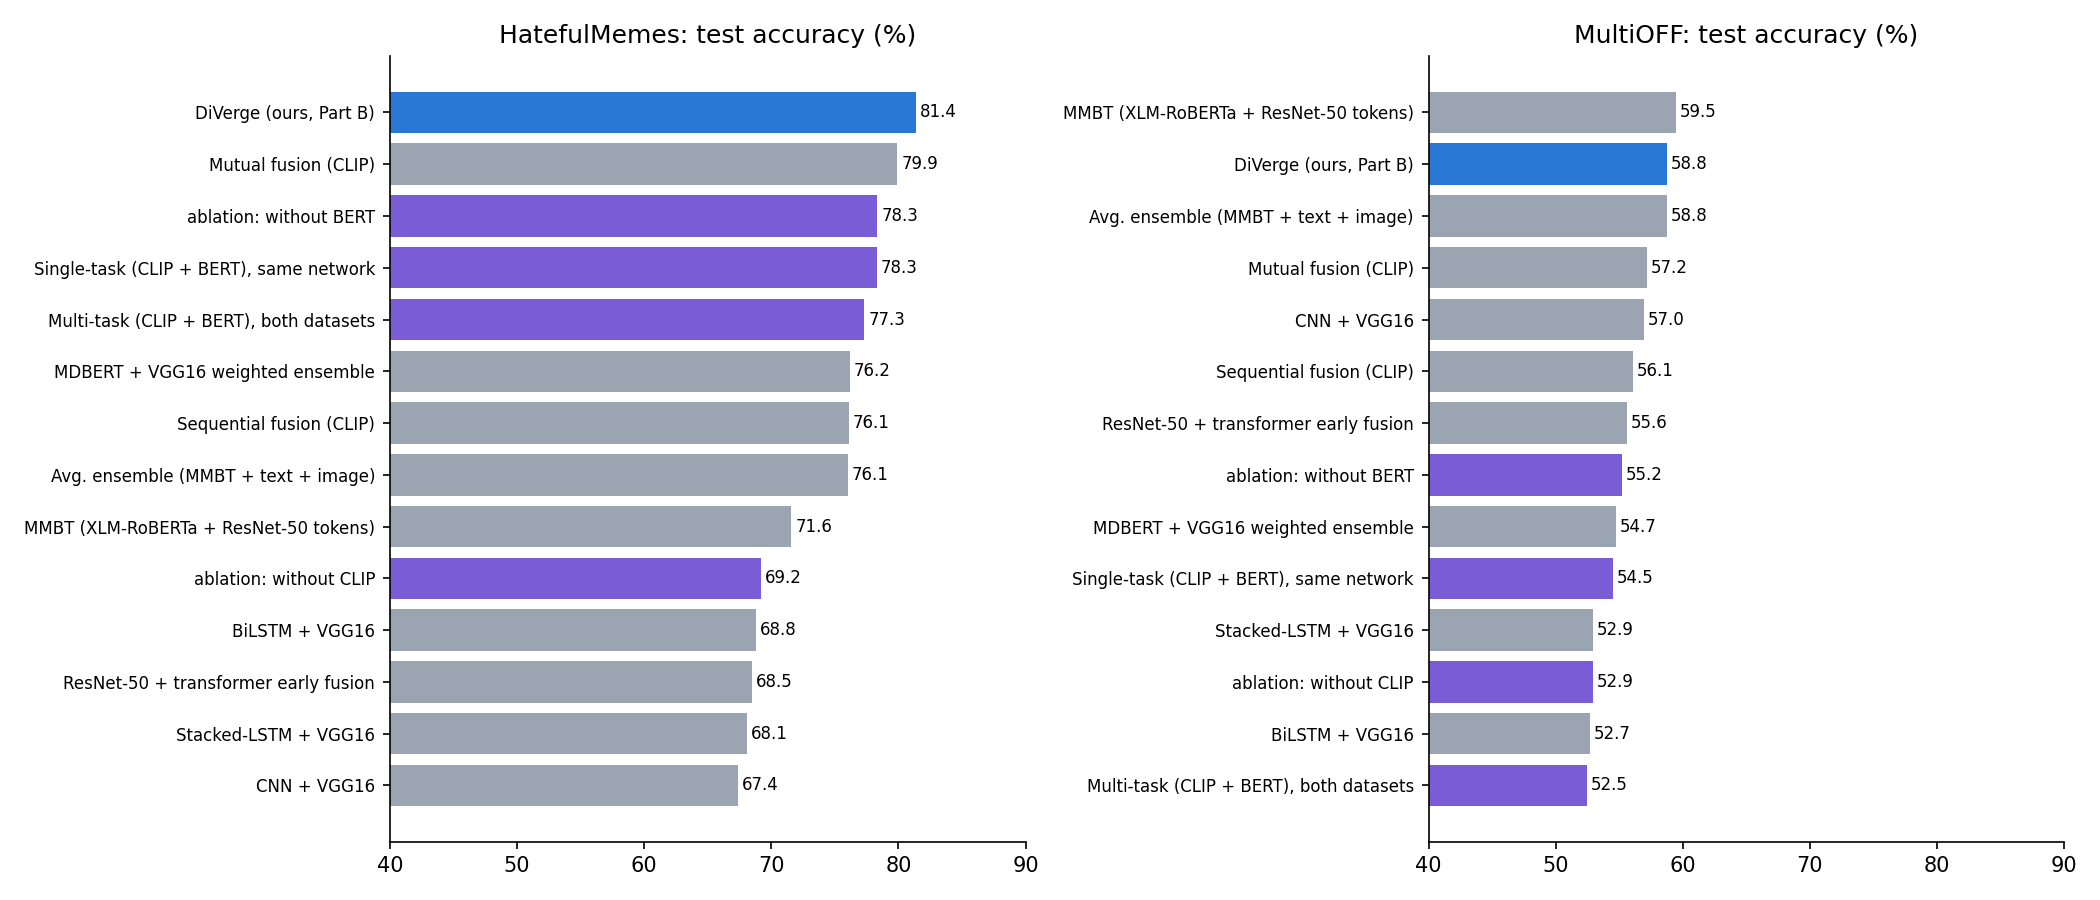 HatefulMemes: test accuracy (%)
DiVerge (ours, Part B) 81.4
Mutual fusion (CLIP) 79.9
ablation: without BERT 78.3
Single-task (CLIP + BERT), same network 78.3
Multi-task (CLIP + BERT), both datasets 77.3
MDBERT + VGG16 weighted ensemble 76.2
Sequential fusion (CLIP) 76.1
Avg. ensemble (MMBT + text + image) 76.1
MMBT (XLM-RoBERTa + ResNet-50 tokens) 71.6
ablation: without CLIP 69.2
BiLSTM + VGG16 68.8
ResNet-50 + transformer early fusion 68.5
Stacked-LSTM + VGG16 68.1
CNN + VGG16 67.4
40 50 60 70 80 90
MultiOFF: test accuracy (%)
MMBT (XLM-RoBERTa + ResNet-50 tokens) 59.5
DiVerge (ours, Part B) 58.8
Avg. ensemble (MMBT + text + image) 58.8
Mutual fusion (CLIP) 57.2
CNN + VGG16 57.0
Sequential fusion (CLIP) 56.1
ResNet-50 + transformer early fusion 55.6
ablation: without BERT 55.2
MDBERT + VGG16 weighted ensemble 54.7
Single-task (CLIP + BERT), same network 54.5
Stacked-LSTM + VGG16 52.9
ablation: without CLIP 52.9
BiLSTM + VGG16 52.7
Multi-task (CLIP + BERT), both datasets 52.5
40 50 60 70 80 90